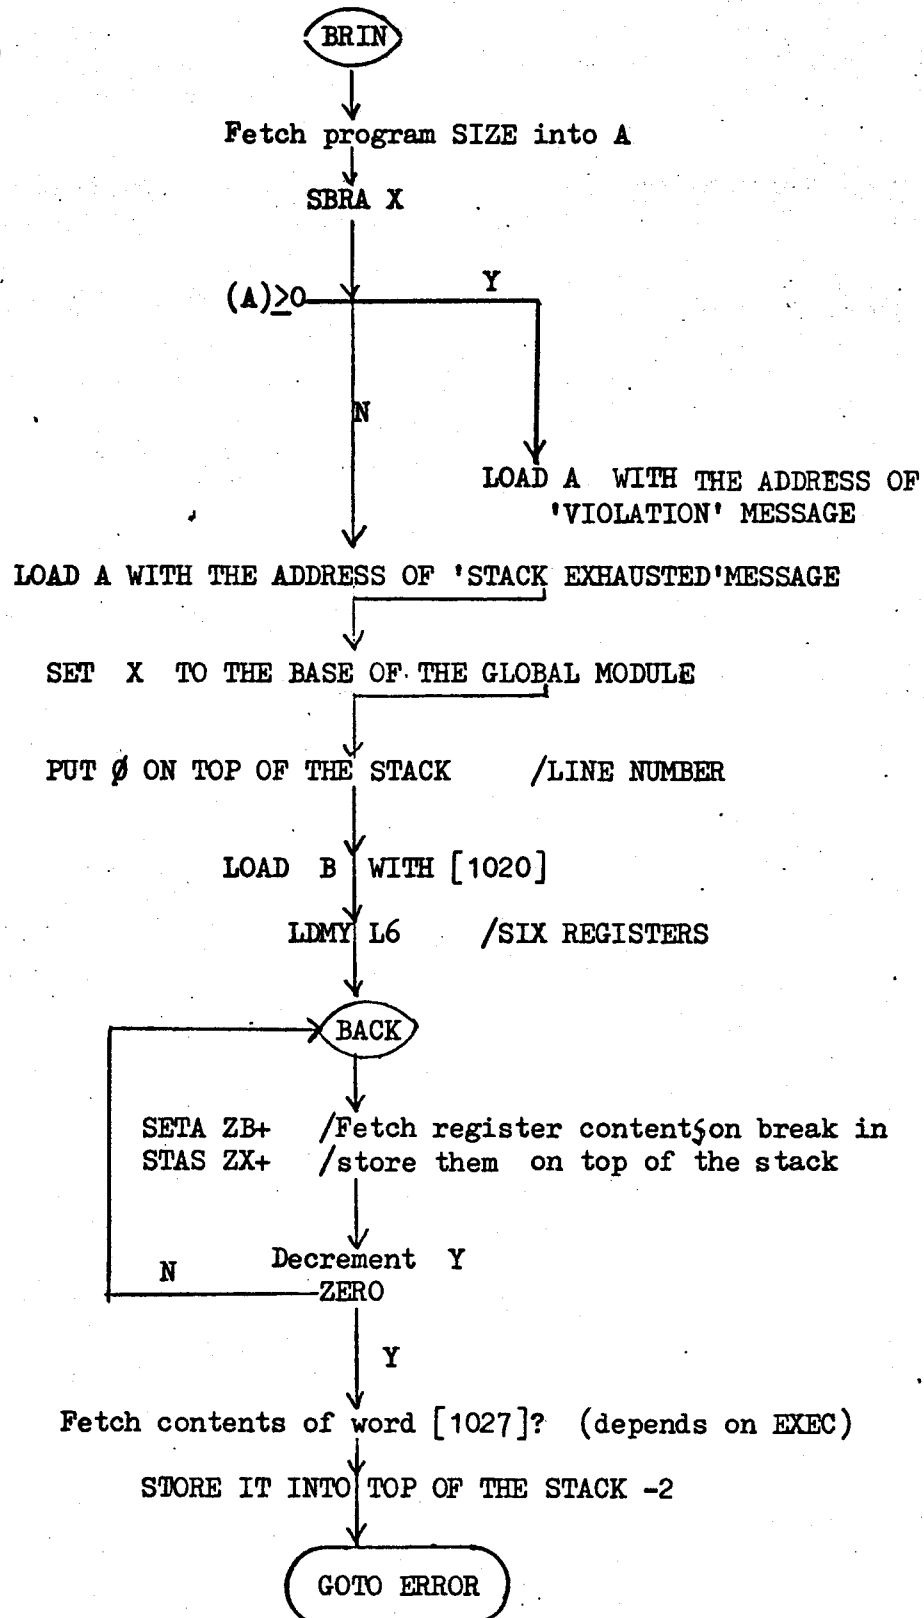 BRIN
Fetch program SIZE into A
SBRA X
(A)≥0
Y
N
LOAD A WITH THE ADDRESS OF
'VIOLATION' MESSAGE
LOAD A WITH THE ADDRESS OF 'STACK EXHAUSTED'MESSAGE
SET X TO THE BASE OF THE GLOBAL MODULE
PUT Ø ON TOP OF THE STACK /LINE NUMBER
LOAD B WITH [1020]
LDMY L6 /SIX REGISTERS
BACK
SETA ZB+ /Fetch register contents on break in
STAS ZX+ /store them on top of the stack
Decrement Y
N
ZERO
Y
Fetch contents of word [1027]? (depends on EXEC)
STORE IT INTO TOP OF THE STACK -2
GOTO ERROR